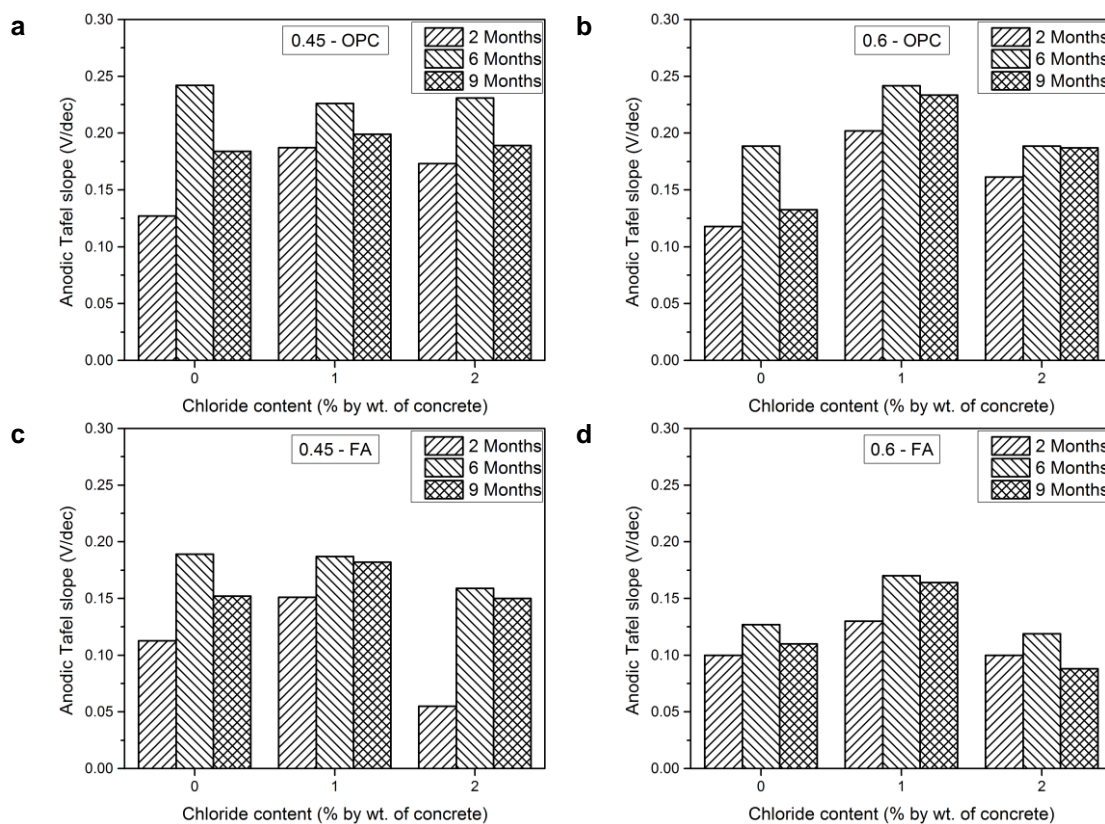 a
0.45 - OPC
2 Months
6 Months
9 Months
0.30
0.25
0.20
0.15
0.10
0.05
0.00
Anodic Tafel slope (V/dec)
0 1 2
Chloride content (% by wt. of concrete)
b
0.6 - OPC
2 Months
6 Months
9 Months
0.30
0.25
0.20
0.15
0.10
0.05
0.00
Anodic Tafel slope (V/dec)
0 1 2
Chloride content (% by wt. of concrete)
c
0.45 - FA
2 Months
6 Months
9 Months
0.30
0.25
0.20
0.15
0.10
0.05
0.00
Anodic Tafel slope (V/dec)
0 1 2
Chloride content (% by wt. of concrete)
d
0.6 - FA
2 Months
6 Months
9 Months
0.30
0.25
0.20
0.15
0.10
0.05
0.00
Anodic Tafel slope (V/dec)
0 1 2
Chloride content (% by wt. of concrete)